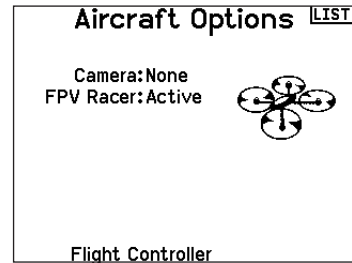 Aircraft Options LIST
Camera:None
FPV Racer:Active
Flight Controller